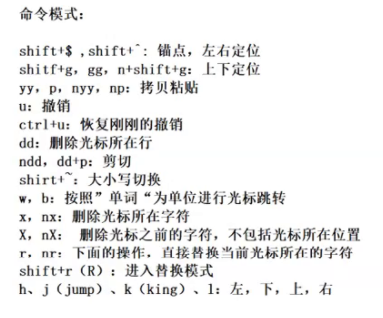 命令模式：
shift+$ ,shift+^: 锚点，左右定位
shitf+g, gg, n+shift+g: 上下定位
yy, p, nyy, np: 拷贝粘贴
u: 撤销
ctrl+u: 恢复刚刚的撤销
dd: 删除光标所在行
ndd, dd+p: 剪切
shirt+~: 大小写切换
w, b: 按照”单词“为单位进行光标跳转
x, nx: 删除光标所在字符
X, nX:  删除光标之前的字符，不包括所在位置
r, nr: 下面的操作，直接替换当前光标所在的字符
shift+r（R）: 进入替换模式
h、j（jump）、k（king）、l: 左，下，上，右